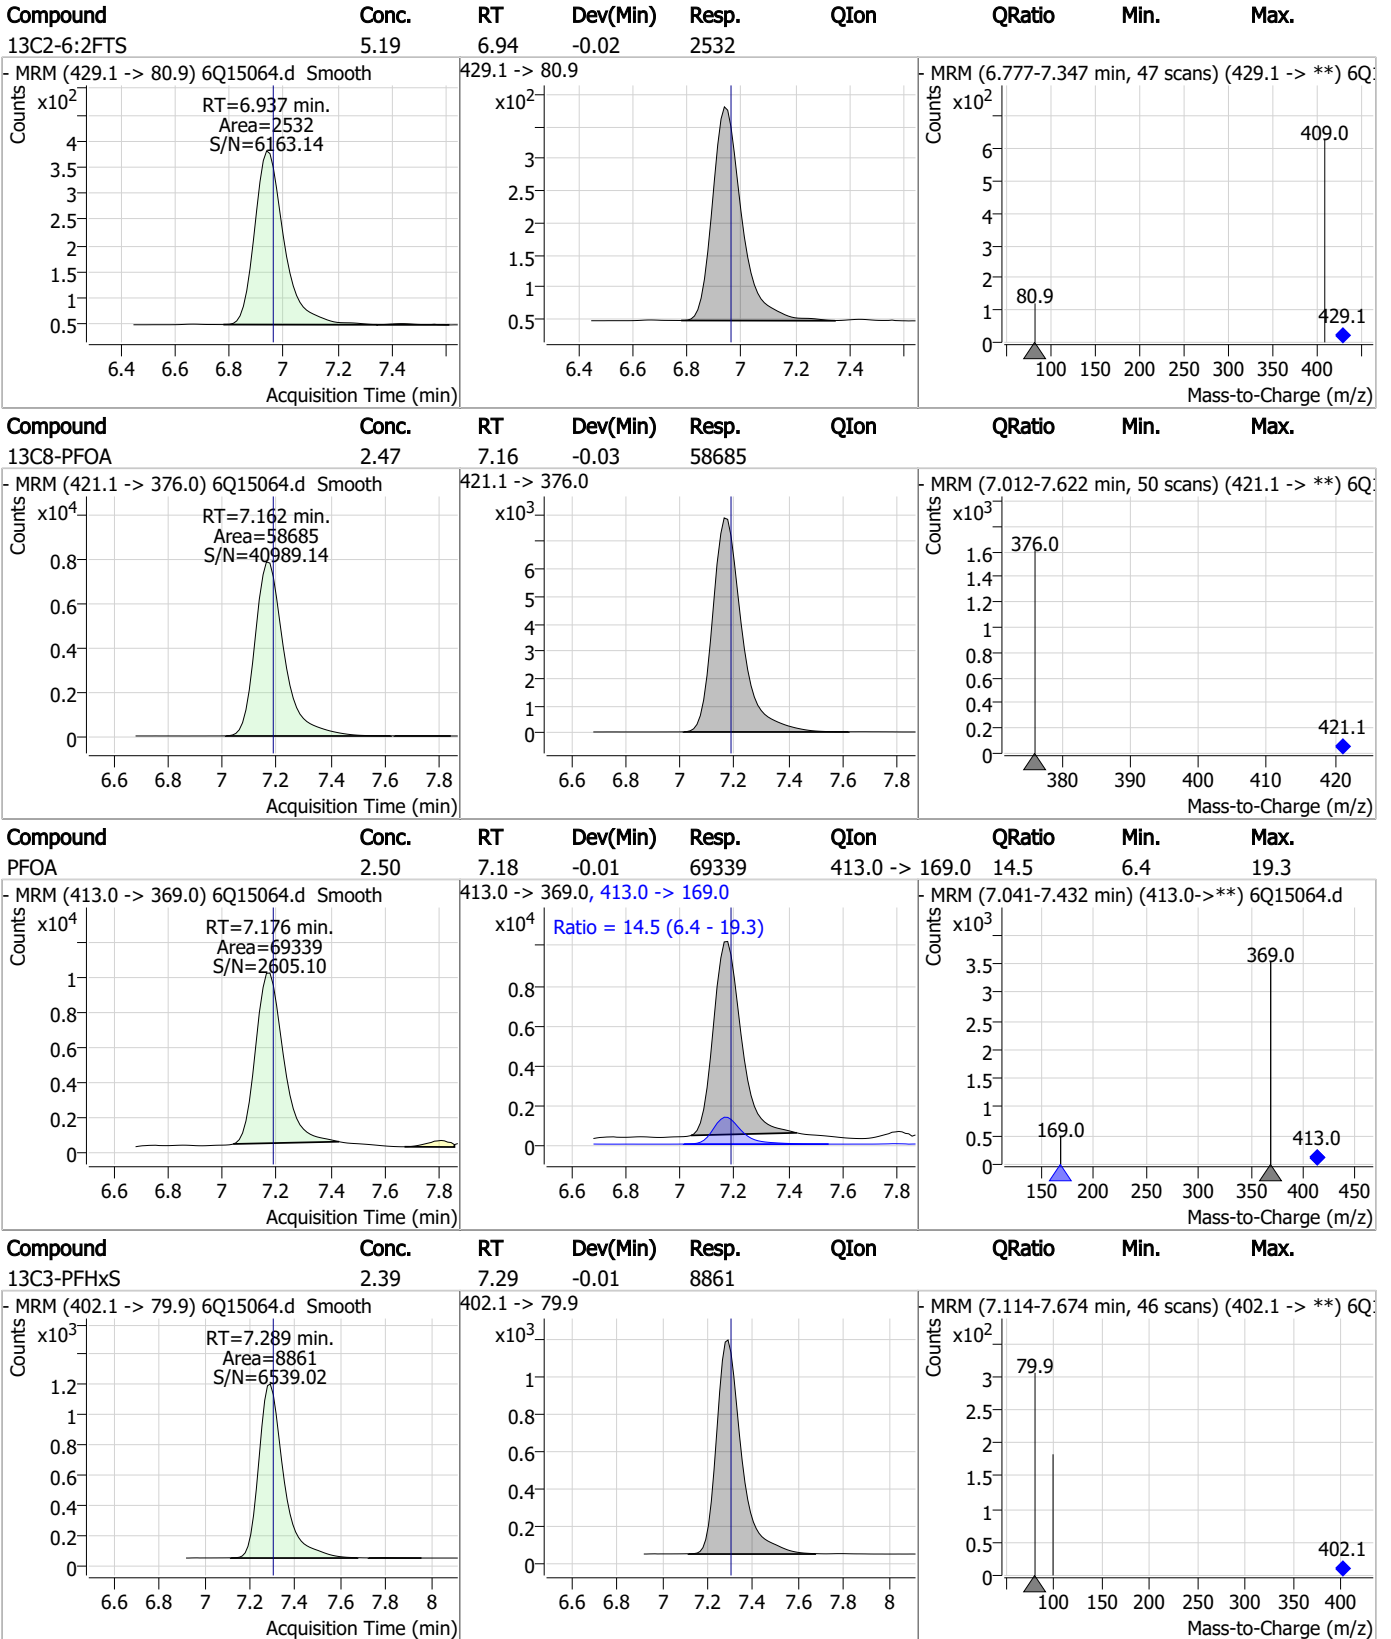 Compound Conc. RT Dev(Min) Resp. QIon QRatio Min. Max.
13C2-6:2FTS 5.19 6.94 -0.02 2532
- MRM (429.1 -> 80.9) 6Q15064.d Smooth 429.1 -> 80.9 - MRM (6.777-7.347 min, 47 scans) (429.1 -> **) 6Q1
Counts x10² RT=6.937 min. x10² Counts x10²
Area=2532
S/N=6163.14
4 3.5 3 2.5 2 1.5 1 0.5
3 2.5 2 1.5 1 0.5
6 5 4 3 2 1 0
409.0
80.9
429.1
6.4 6.6 6.8 7 7.2 7.4 6.4 6.6 6.8 7 7.2 7.4 100 150 200 250 300 350 400
Acquisition Time (min) Mass-to-Charge (m/z)
Compound Conc. RT Dev(Min) Resp. QIon QRatio Min. Max.
13C8-PFOA 2.47 7.16 -0.03 58685
- MRM (421.1 -> 376.0) 6Q15064.d Smooth 421.1 -> 376.0 - MRM (7.012-7.622 min, 50 scans) (421.1 -> **) 6Q1
Counts x10⁴ RT=7.162 min. x10³ Counts x10³
Area=58685
S/N=40989.14
0.8 0.6 0.4 0.2 0
6 5 4 3 2 1 0
1.6 1.4 1.2 1 0.8 0.6 0.4 0.2 0
376.0
421.1
6.6 6.8 7 7.2 7.4 7.6 7.8 6.6 6.8 7 7.2 7.4 7.6 7.8 380 390 400 410 420
Acquisition Time (min) Mass-to-Charge (m/z)
Compound Conc. RT Dev(Min) Resp. QIon QRatio Min. Max.
PFOA 2.50 7.18 -0.01 69339 413.0 -> 169.0 14.5 6.4 19.3
- MRM (413.0 -> 369.0) 6Q15064.d Smooth 413.0 -> 369.0, 413.0 -> 169.0 - MRM (7.041-7.432 min) (413.0->**) 6Q15064.d
Counts x10⁴ RT=7.176 min. x10⁴ Ratio = 14.5 (6.4 - 19.3) Counts x10³
Area=69339
S/N=2605.10
1 0.8 0.6 0.4 0.2 0
0.8 0.6 0.4 0.2 0
3.5 3 2.5 2 1.5 1 0.5 0
369.0
169.0
413.0
6.6 6.8 7 7.2 7.4 7.6 7.8 6.6 6.8 7 7.2 7.4 7.6 7.8 150 200 250 300 350 400 450
Acquisition Time (min) Mass-to-Charge (m/z)
Compound Conc. RT Dev(Min) Resp. QIon QRatio Min. Max.
13C3-PFHxS 2.39 7.29 -0.01 8861
- MRM (402.1 -> 79.9) 6Q15064.d Smooth 402.1 -> 79.9 - MRM (7.114-7.674 min, 46 scans) (402.1 -> **) 6Q1
Counts x10³ RT=7.289 min. x10³ Counts x10²
Area=8861
S/N=6539.02
1.2 1 0.8 0.6 0.4 0.2 0
1 0.8 0.6 0.4 0.2 0
3 2.5 2 1.5 1 0.5 0
79.9
402.1
6.6 6.8 7 7.2 7.4 7.6 7.8 8 6.6 6.8 7 7.2 7.4 7.6 7.8 8 100 150 200 250 300 350 400
Acquisition Time (min) Mass-to-Charge (m/z)